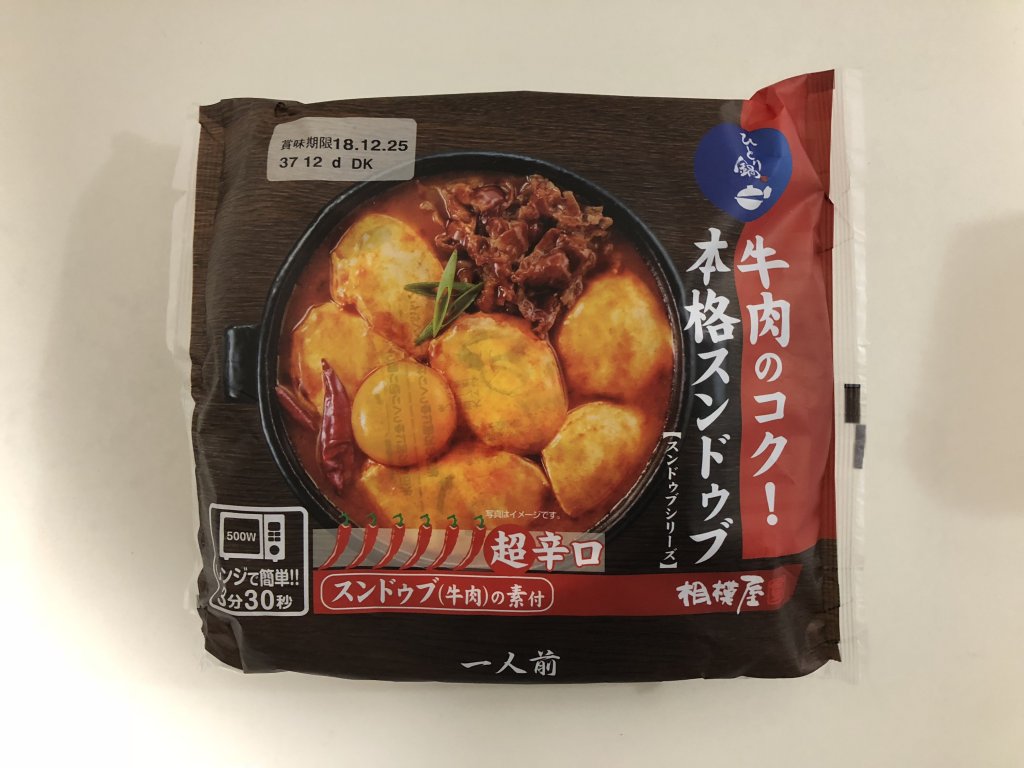 賞味期限18.12.25
37 12 d DK
ひとり鍋
牛肉のコク！
本格スンドゥブ
【スンドゥブシリーズ】
写真はイメージです。
超辛口
500W
ンジで簡単!!
3分30秒
スンドゥブ(牛肉)の素付
相模屋
一人前